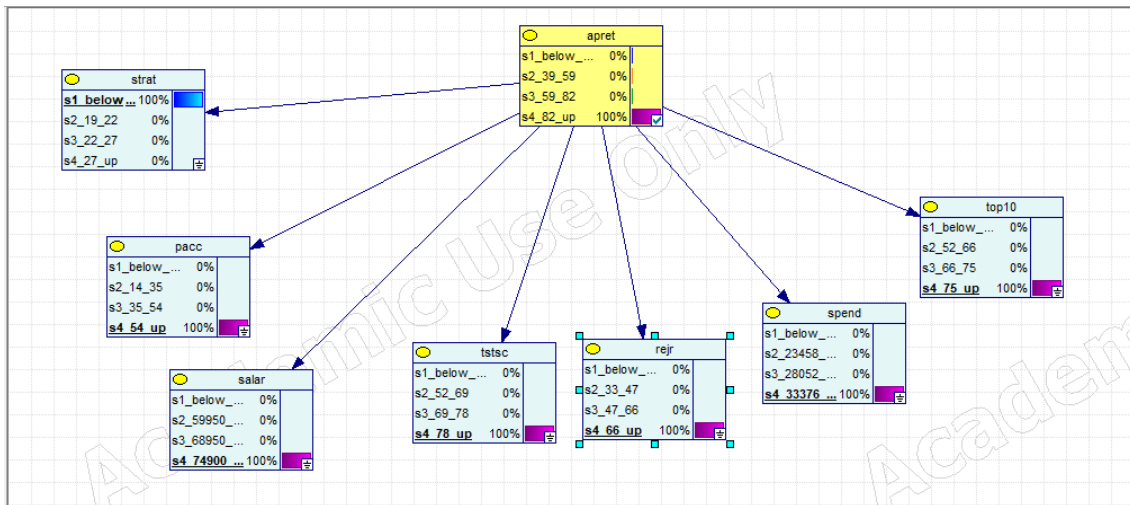 apret
s1_below_... 0%
s2_39_59 0%
s3_59_82 0%
s4_82_up 100%
strat
s1_below_... 100%
s2_19_22 0%
s3_22_27 0%
s4_27_up 0%
top10
s1_below_... 0%
s2_52_66 0%
s3_66_75 0%
s4_75_up 100%
pacc
s1_below_... 0%
s2_14_35 0%
s3_35_54 0%
s4_54_up 100%
spend
s1_below_... 0%
s2_23458_... 0%
s3_28052_... 0%
s4_33376_... 100%
tstsc
s1_below_... 0%
s2_52_69 0%
s3_69_78 0%
s4_78_up 100%
rejr
s1_below_... 0%
s2_33_47 0%
s3_47_66 0%
s4_66_up 100%
salar
s1_below_... 0%
s2_59950_... 0%
s3_68950_... 0%
s4_74900_... 100%
Academic Use Only
Academ